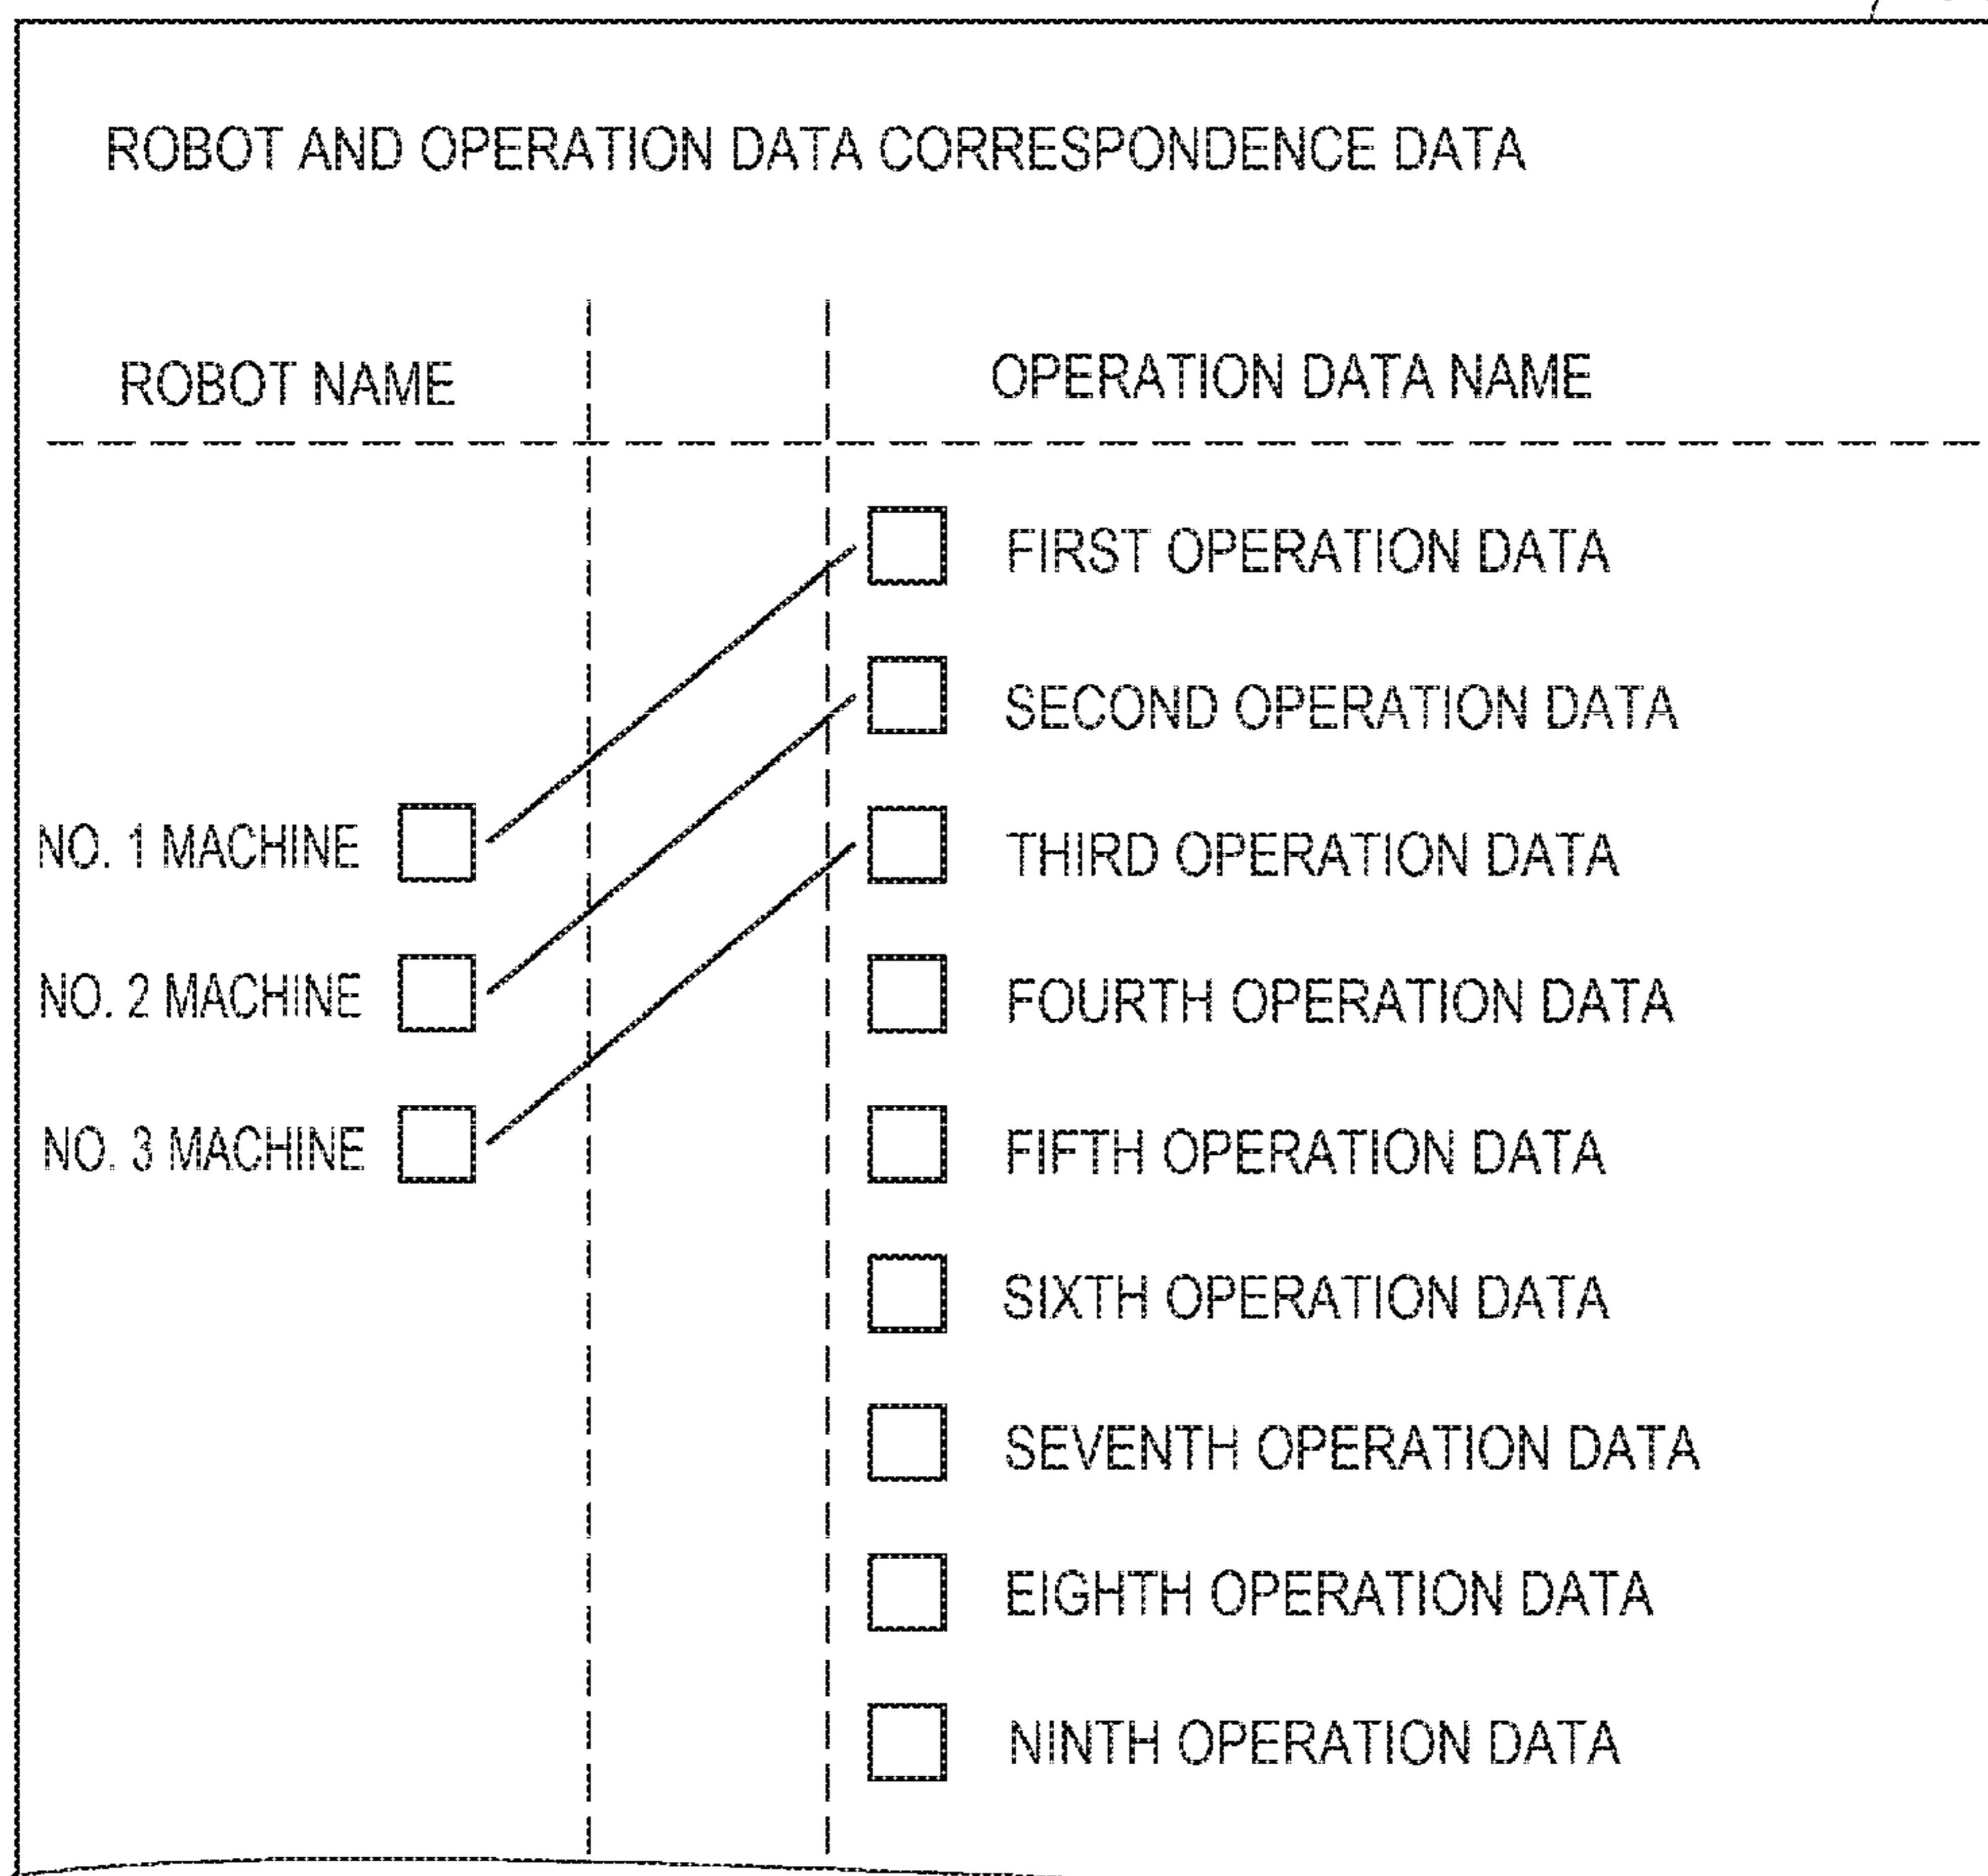 ROBOT AND OPERATION DATA CORRESPONDENCE DATA
ROBOT NAME
OPERATION DATA NAME
FIRST OPERATION DATA
SECOND OPERATION DATA
NO. 1 MACHINE
THIRD OPERATION DATA
NO. 2 MACHINE
FOURTH OPERATION DATA
NO. 3 MACHINE
FIFTH OPERATION DATA
SIXTH OPERATION DATA
SEVENTH OPERATION DATA
EIGHTH OPERATION DATA
NINTH OPERATION DATA